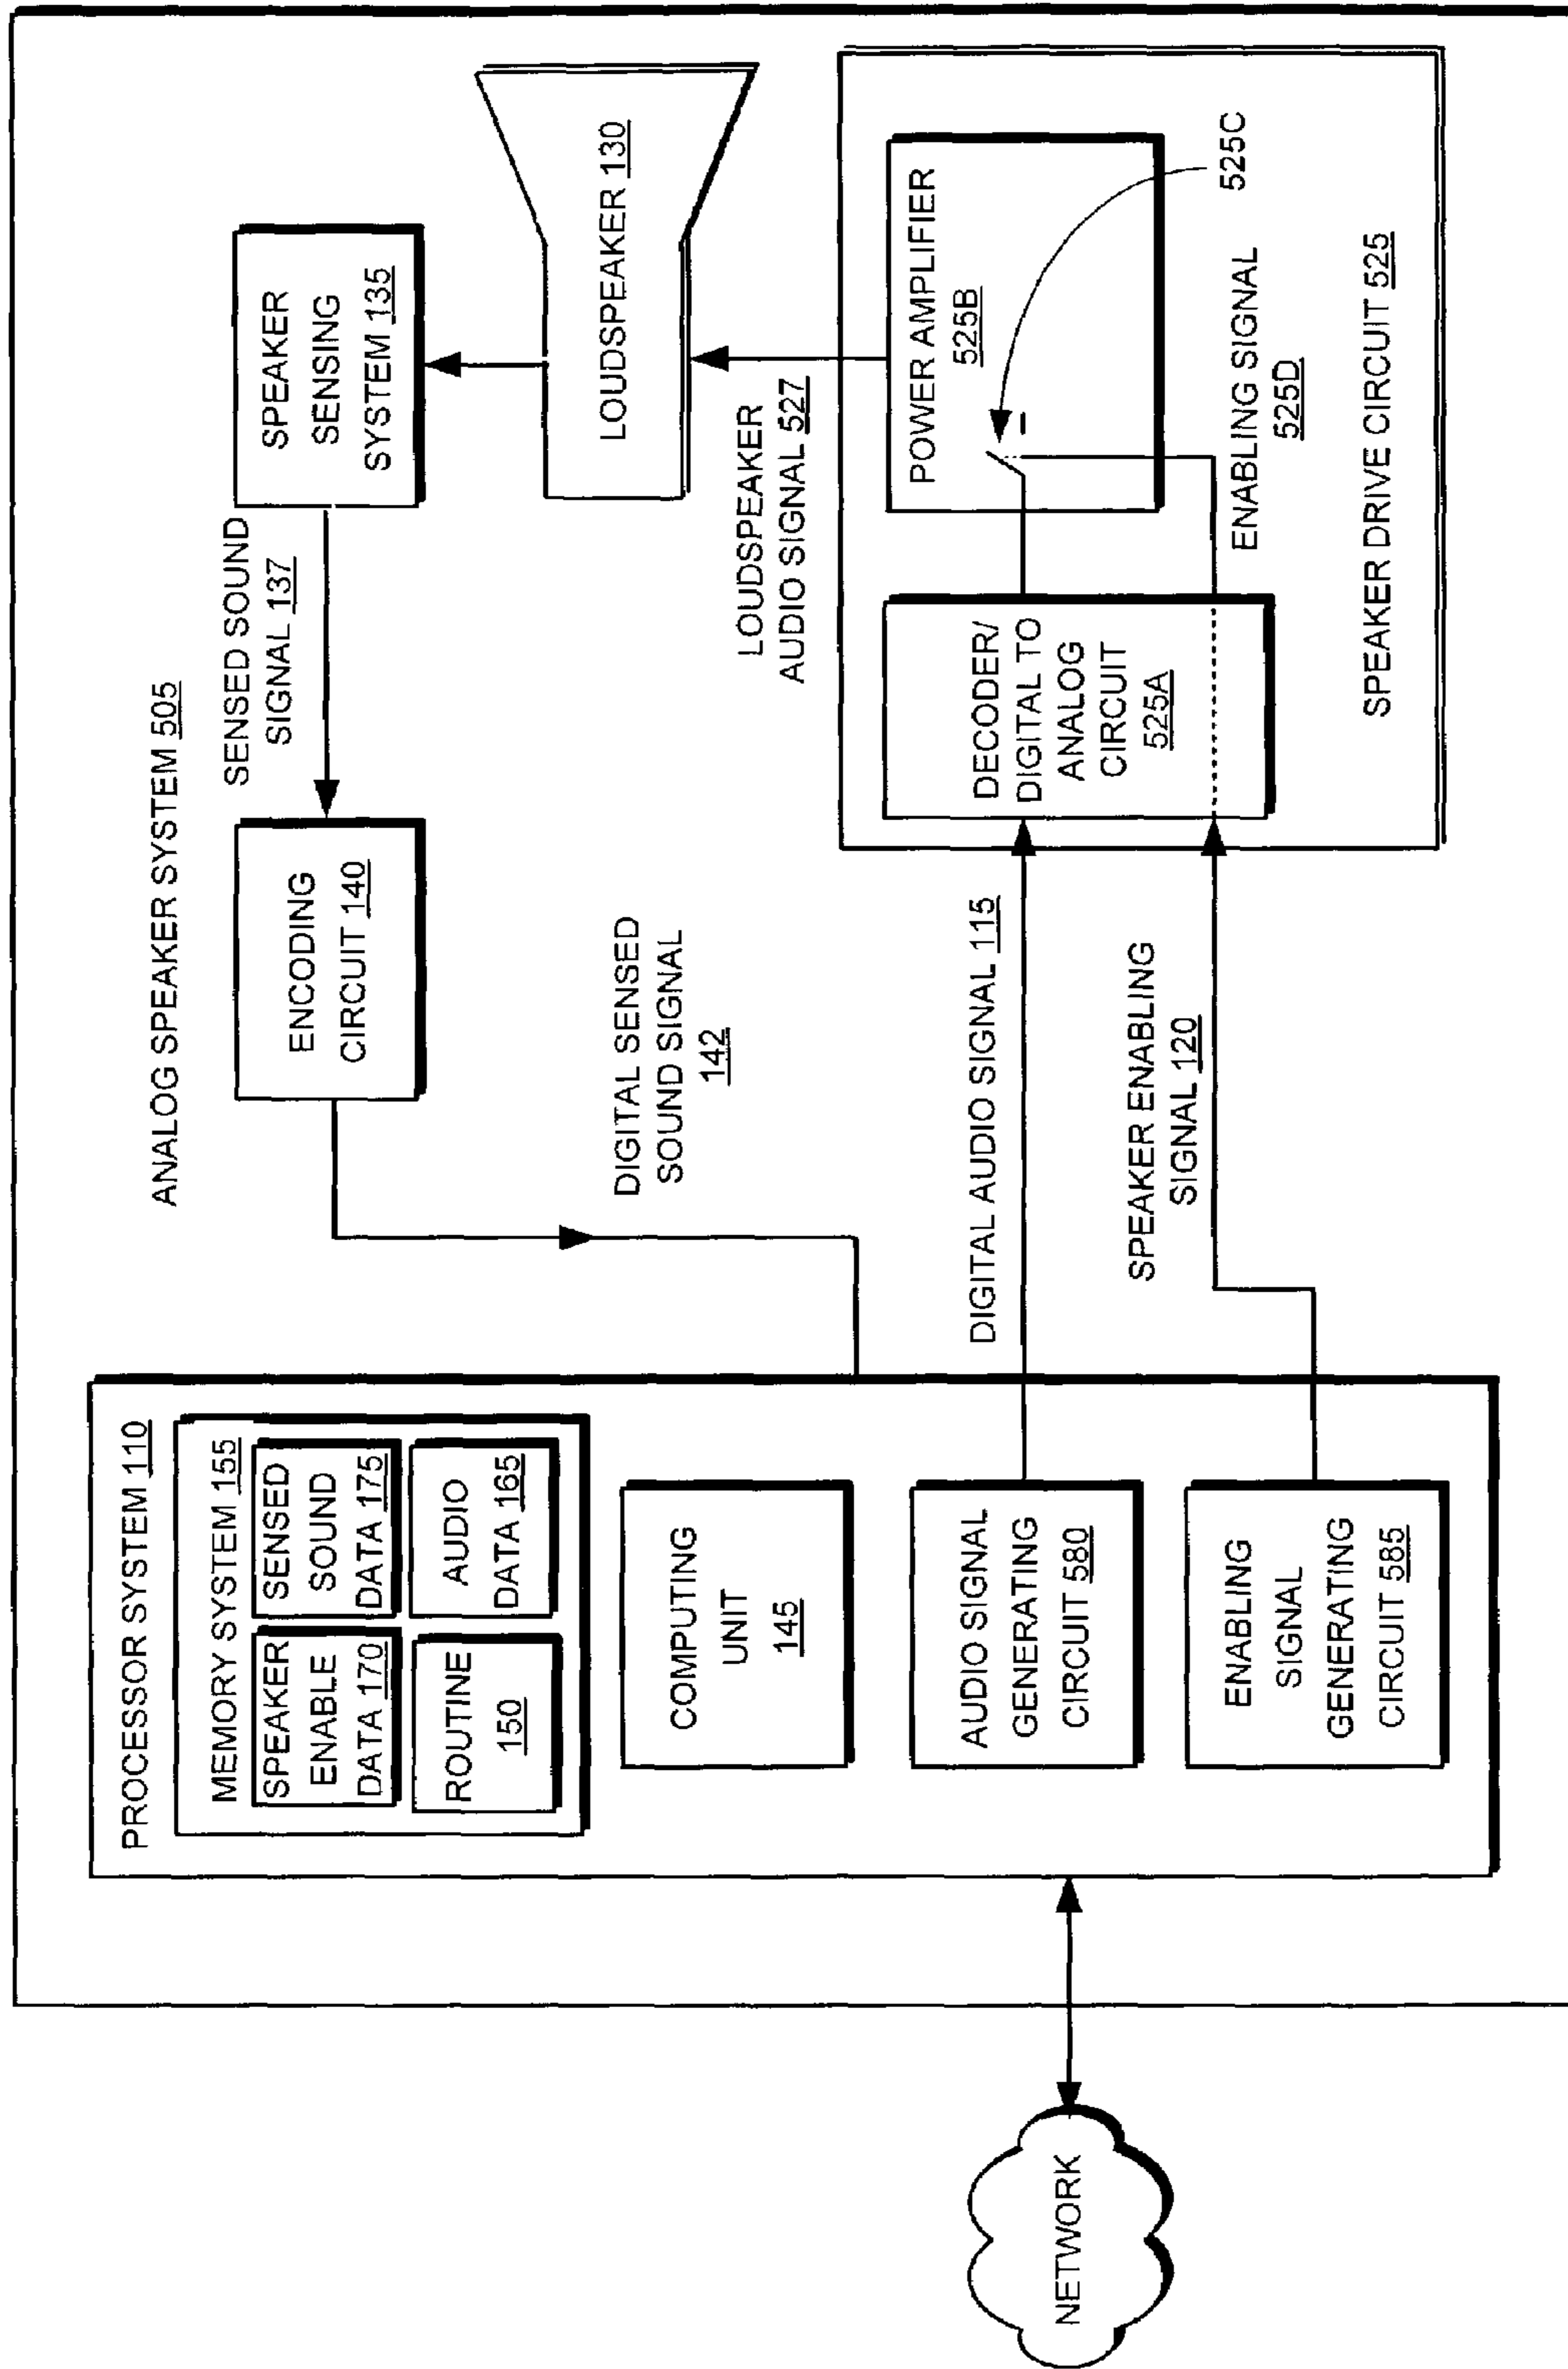 ANALOG SPEAKER SYSTEM 505
PROCESSOR SYSTEM 110
MEMORY SYSTEM 155
SPEAKER
ENABLE
DATA 170
SENSED
SOUND
DATA 175
ROUTINE
150
AUDIO
DATA 165
COMPUTING
UNIT
145
AUDIO SIGNAL
GENERATING
CIRCUIT 580
ENABLING
SIGNAL
GENERATING
CIRCUIT 585
NETWORK
ENCODING
CIRCUIT 140
DIGITAL SENSED
SOUND SIGNAL
142
SENSED SOUND
SIGNAL 137
SPEAKER
SENSING
SYSTEM 135
LOUDSPEAKER 130
LOUDSPEAKER
AUDIO SIGNAL 527
DIGITAL AUDIO SIGNAL 115
SPEAKER ENABLING
SIGNAL 120
DECODER/
DIGITAL TO
ANALOG
CIRCUIT
525A
POWER AMPLIFIER
525B
525C
ENABLING SIGNAL
525D
SPEAKER DRIVE CIRCUIT 525